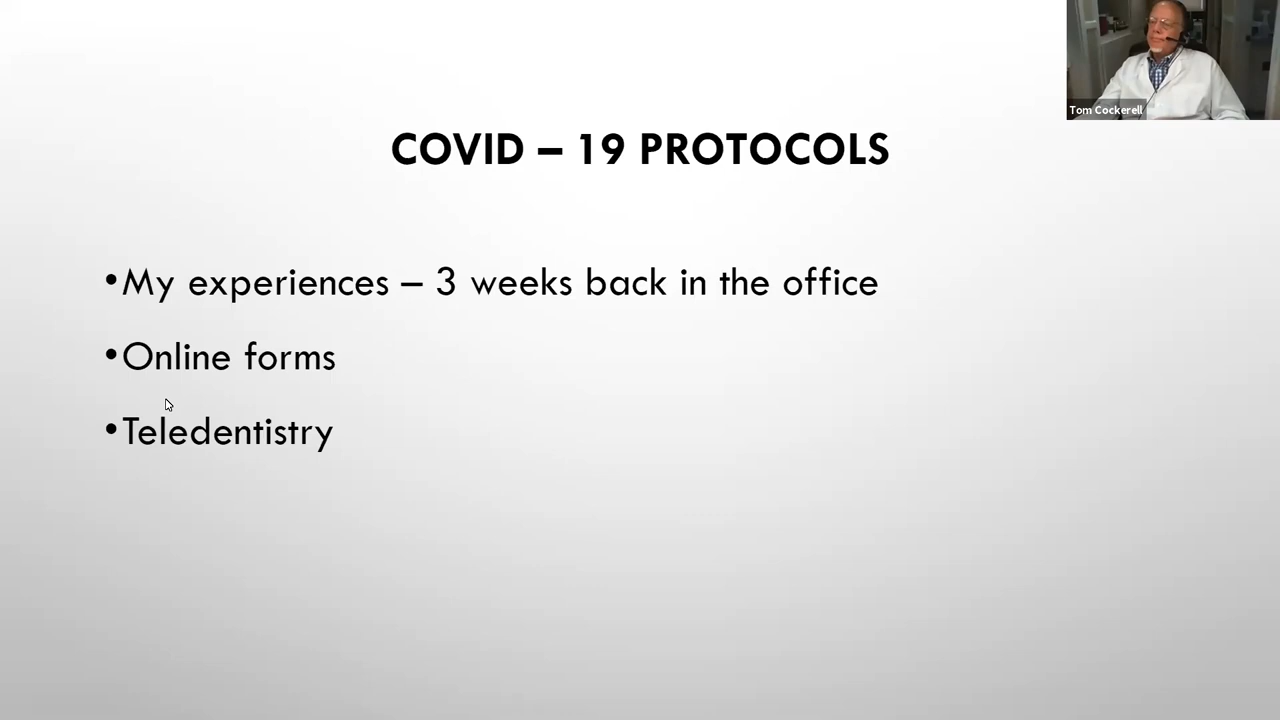 Tom Cockerell
COVID – 19 PROTOCOLS
•My experiences – 3 weeks back in the office
•Online forms
•Teledentistry